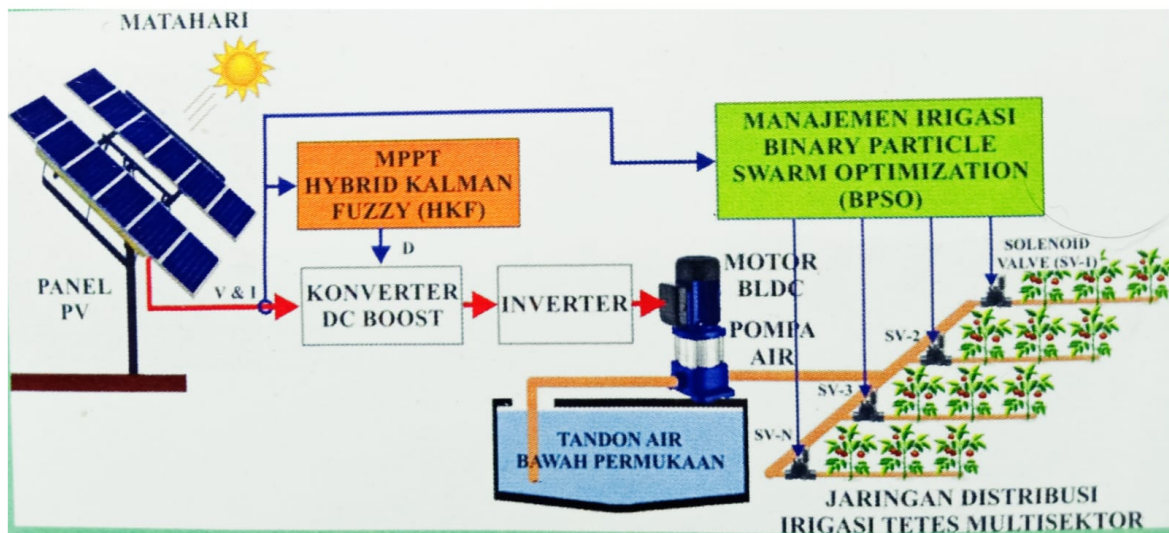 MATAHARI
PANEL
PV
V & I
MPPT
HYBRID KALMAN
FUZZY (HKF)
D
KONVERTER
DC BOOST
INVERTER
MANAJEMEN IRIGASI
BINARY PARTICLE
SWARM OPTIMIZATION
(BPSO)
MOTOR
BLDC
POMPA
AIR
SOLENOID
VALVE (SV-1)
SV-2
SV-3
SV-N
TANDON AIR
BAWAH PERMUKAAN
JARINGAN DISTRIBUSI
IRIGASI TETES MULTISEKTOR